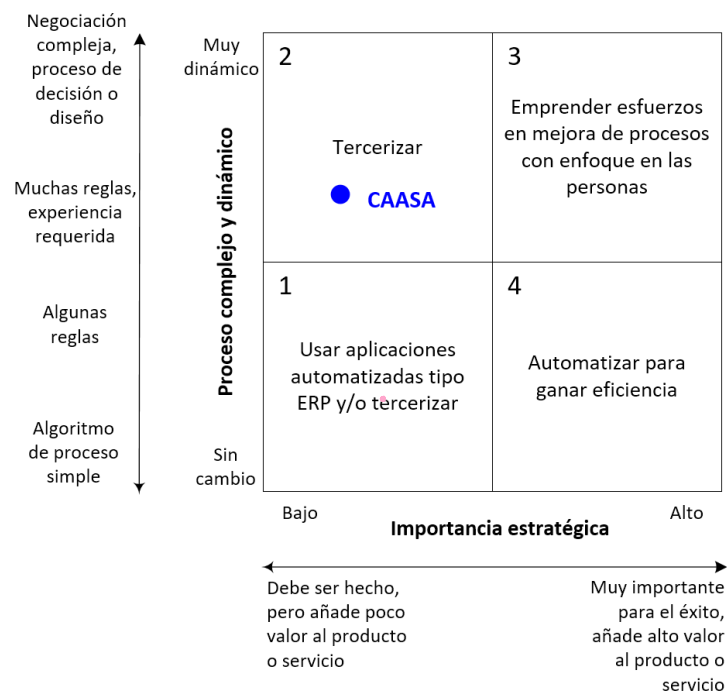 Negociación
compleja,
proceso de
decisión o
diseño
Muchas reglas,
experiencia
requerida
Algunas
reglas
Algoritmo
de proceso
simple
Muy
dinámico
Proceso complejo y dinámico
Sin
cambio
2
Tercerizar
CAASA
3
Emprender esfuerzos
en mejora de procesos
con enfoque en las
personas
1
Usar aplicaciones
automatizadas tipo
ERP y/o tercerizar
4
Automatizar para
ganar eficiencia
Bajo
Importancia estratégica
Alto
Debe ser hecho,
pero añade poco
valor al producto
o servicio
Muy importante
para el éxito,
añade alto valor
al producto o
servicio